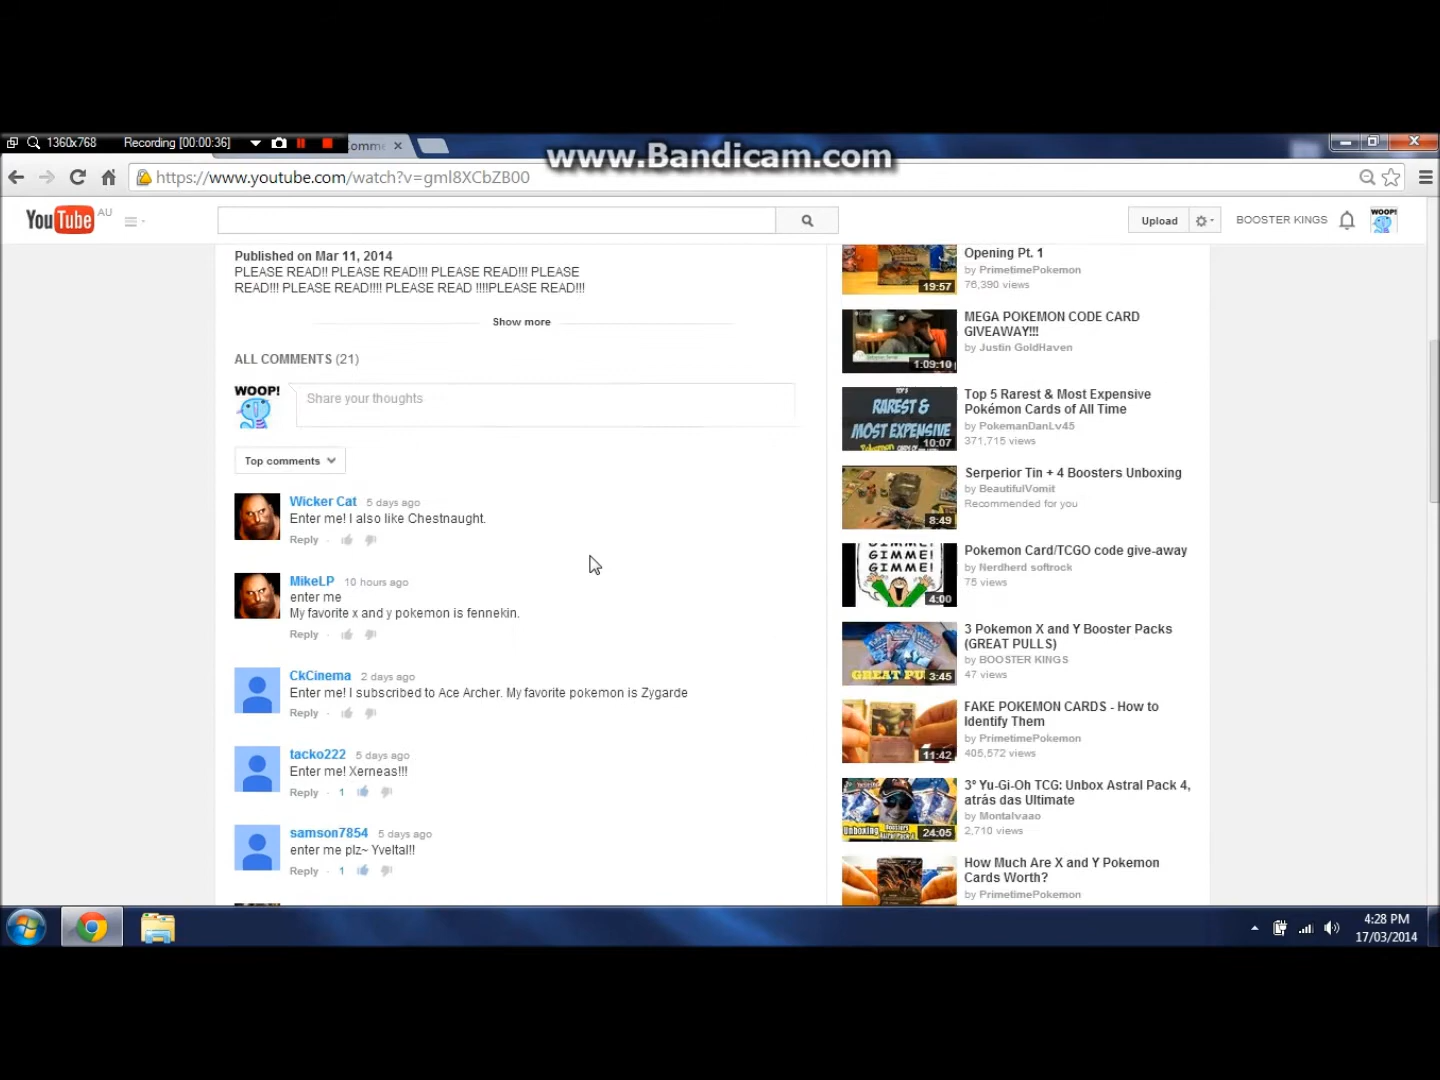 1360x768 Recording [00:00:36]
omme
www.Bandicam.com
https://www.youtube.com/watch?v=gml8XCbZB00
YouTube AU
Upload
BOOSTER KINGS
WOOP!
Published on Mar 11, 2014
PLEASE READ!! PLEASE READ!!! PLEASE READ!!! PLEASE
READ!!! PLEASE READ!!!! PLEASE READ !!!!PLEASE READ!!!
Show more
ALL COMMENTS (21)
WOOP!
Share your thoughts
Top comments
Wicker Cat 5 days ago
Enter me! I also like Chestnaught.
Reply
MikeLP 10 hours ago
enter me
My favorite x and y pokemon is fennekin.
Reply
CkCinema 2 days ago
Enter me! I subscribed to Ace Archer. My favorite pokemon is Zygarde
Reply
tacko222 5 days ago
Enter me! Xerneas!!!
Reply · 1
samson7854 5 days ago
enter me plz~ Yveltal!!
Reply · 1
Opening Pt. 1
by PrimetimePokemon
76,390 views
19:57
MEGA POKEMON CODE CARD
GIVEAWAY!!!
by Justin GoldHaven
1:09:10
Top 5 Rarest & Most Expensive
Pokémon Cards of All Time
by PokemanDanLv45
371,715 views
TOP 5
RAREST &
MOST EXPENSIVE
10:07
Serperior Tin + 4 Boosters Unboxing
by BeautifulVomit
Recommended for you
8:49
Pokemon Card/TCGO code give-away
by Nerdherd softrock
75 views
GIMME!
GIMME!
4:00
3 Pokemon X and Y Booster Packs
(GREAT PULLS)
by BOOSTER KINGS
47 views
GREAT PU
3:45
FAKE POKEMON CARDS - How to
Identify Them
by PrimetimePokemon
405,572 views
11:42
3º Yu-Gi-Oh TCG: Unbox Astral Pack 4,
atrás das Ultimate
by Montalvaao
2,710 views
Unboxing
24:05
How Much Are X and Y Pokemon
Cards Worth?
by PrimetimePokemon
4:28 PM
17/03/2014